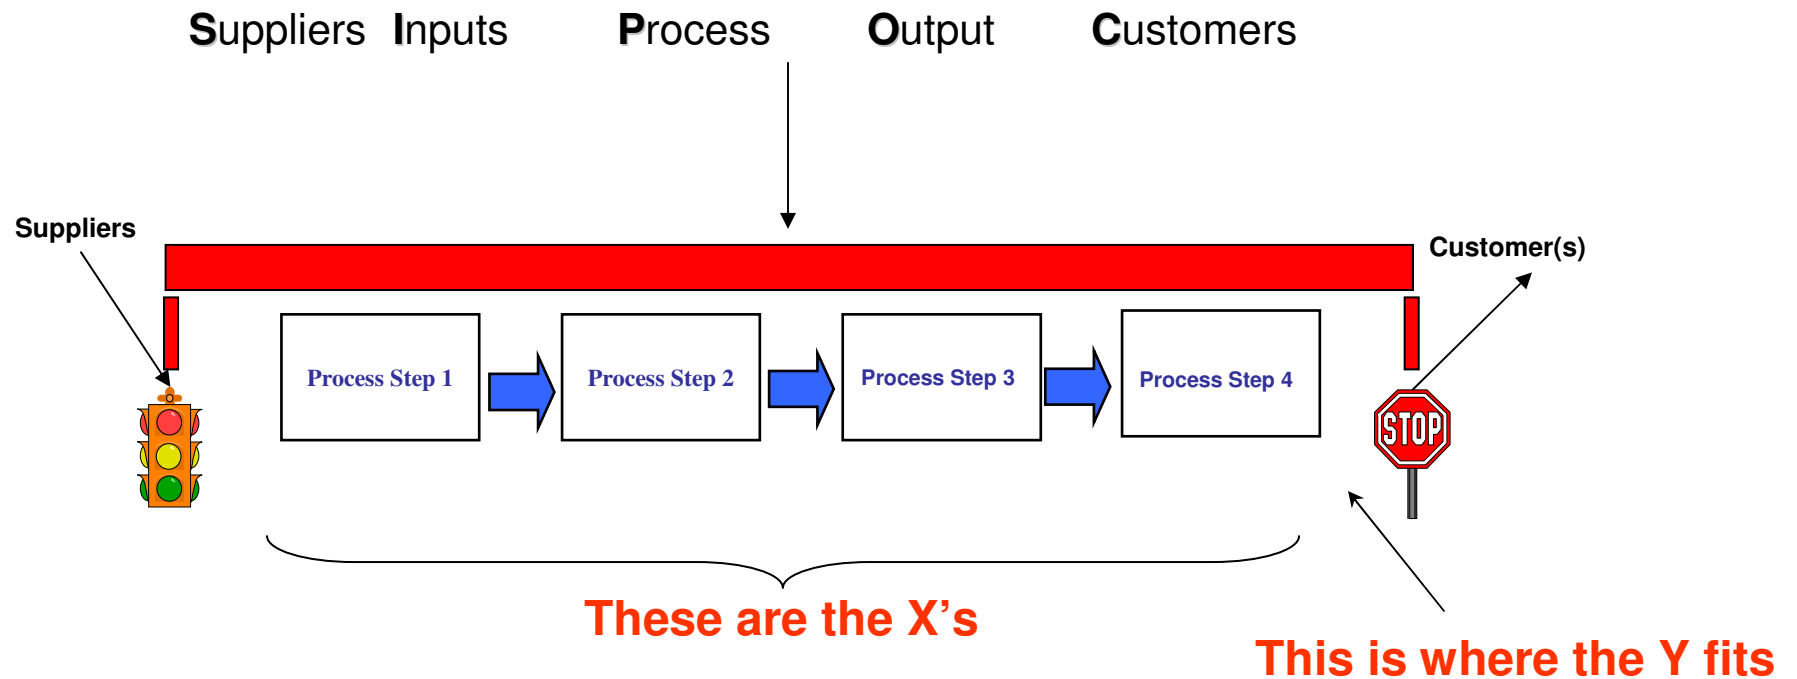 Suppliers Inputs Process Output Customers
Suppliers
Customer(s)
Process Step 1
Process Step 2
Process Step 3
Process Step 4
STOP
These are the X’s
This is where the Y fits